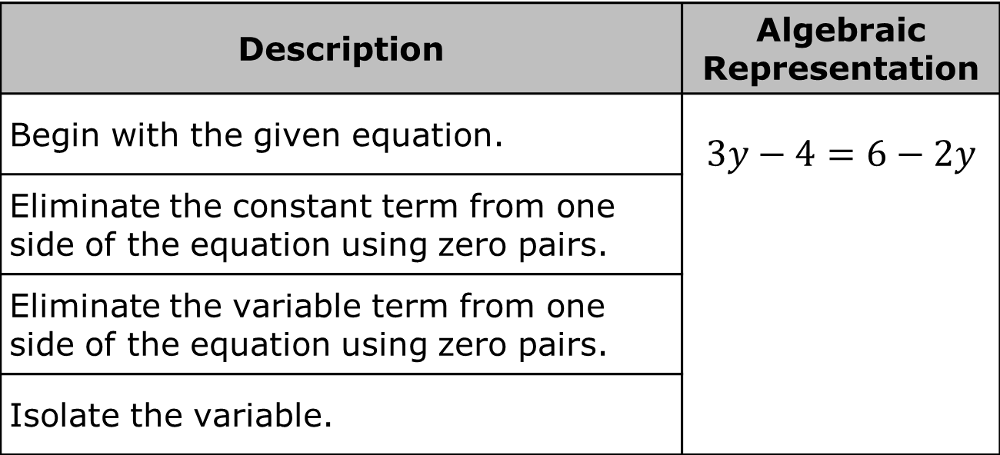 Description
Algebraic
Representation
Begin with the given equation.
3y − 4 = 6 − 2y
Eliminate the constant term from one
side of the equation using zero pairs.
Eliminate the variable term from one
side of the equation using zero pairs.
Isolate the variable.